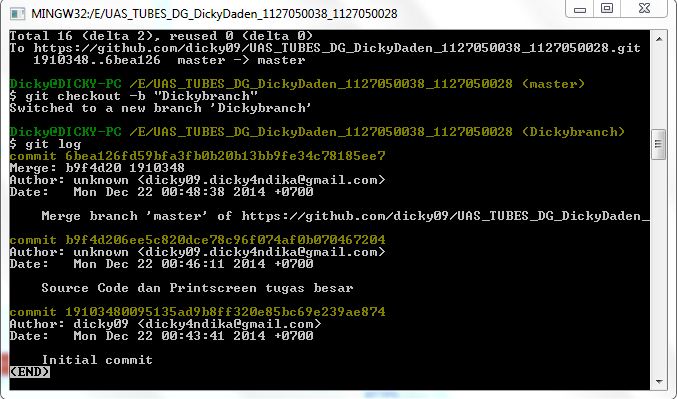 MINGW32:/E/UAS_TUBES_DG_DickyDaden_1127050038_1127050028
Total 16 (delta 2), reused 0 (delta 0)
To https://github.com/dicky09/UAS_TUBES_DG_DickyDaden_1127050038_1127050028.git
   1910348..6bea126  master -> master
Dicky@DICKY-PC /E/UAS_TUBES_DG_DickyDaden_1127050038_1127050028 (master)
$ git checkout -b "Dickybranch"
Switched to a new branch 'Dickybranch'
Dicky@DICKY-PC /E/UAS_TUBES_DG_DickyDaden_1127050038_1127050028 (Dickybranch)
$ git log
commit 6bea126fd59bfa3fb0b20b13bb9fe34c78185ee7
Merge: b9f4d20 1910348
Author: unknown <dicky09.dicky4ndika@gmail.com>
Date:   Mon Dec 22 00:48:38 2014 +0700
    Merge branch 'master' of https://github.com/dicky09/UAS_TUBES_DG_DickyDaden_
commit b9f4d206ee5c820dce78c96f074af0b070467204
Author: unknown <dicky09.dicky4ndika@gmail.com>
Date:   Mon Dec 22 00:46:11 2014 +0700
    Source Code dan Printscreen tugas besar
commit 19103480095135ad9b8ff320e85bc69e239ae874
Author: dicky09 <dicky4ndika@gmail.com>
Date:   Mon Dec 22 00:43:41 2014 +0700
    Initial commit
(END)